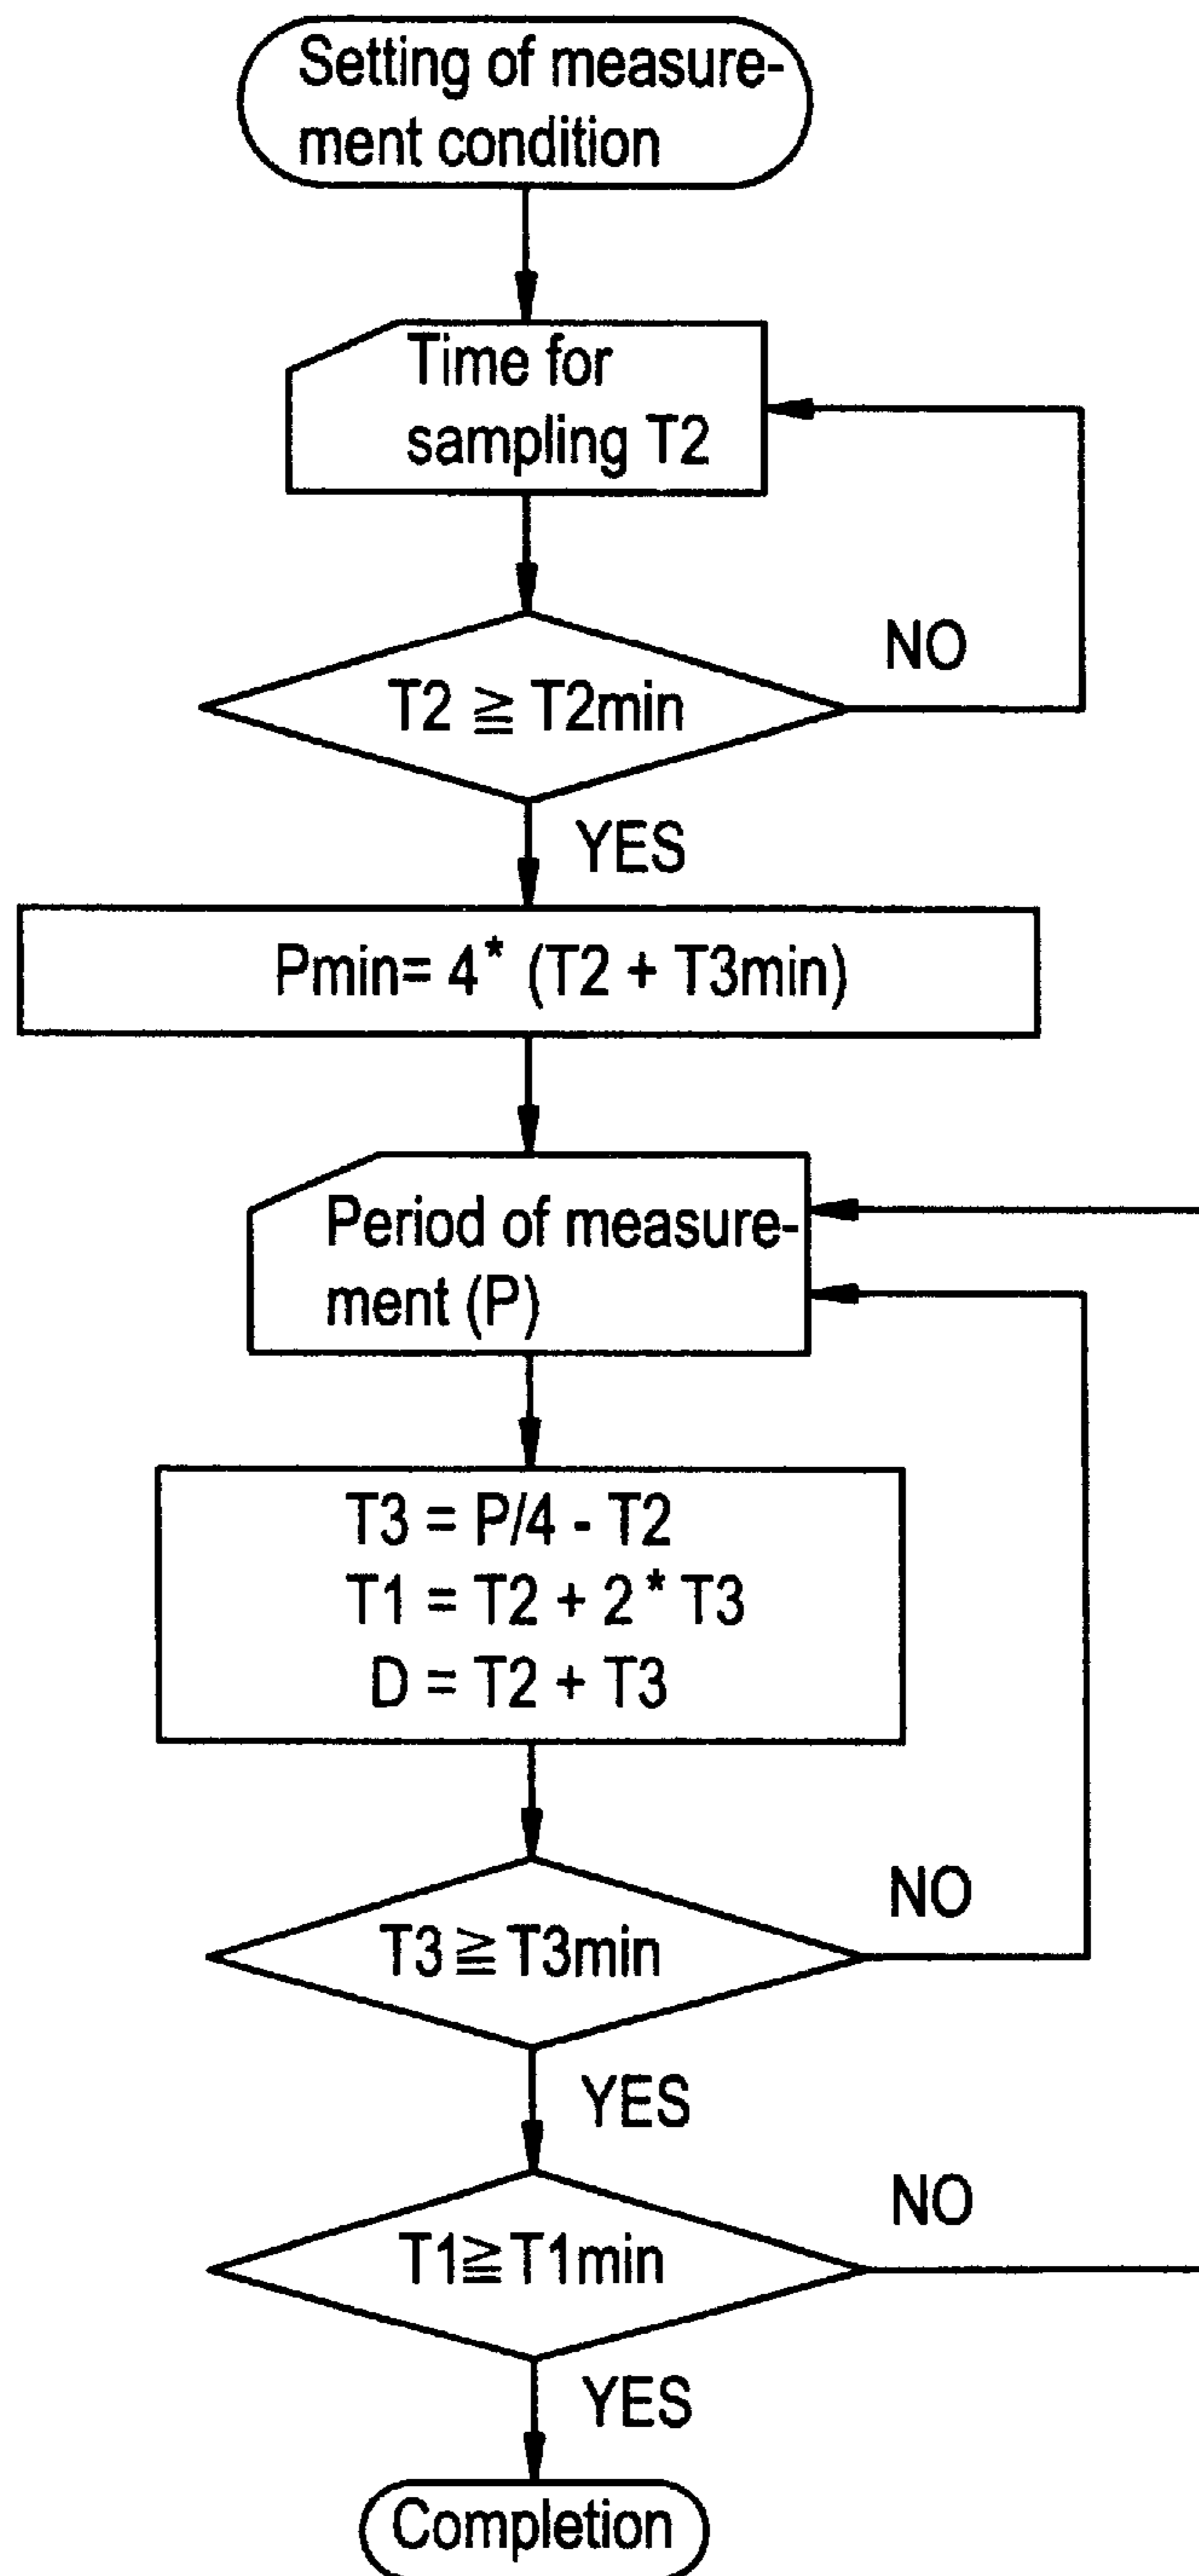 Setting of measure-
ment condition
Time for
sampling T2
NO
T2 ≧ T2min
YES
Pmin= 4* (T2 + T3min)
Period of measure-
ment (P)
T3 = P/4 - T2
T1 = T2 + 2* T3
D = T2 + T3
NO
T3 ≧ T3min
YES
NO
T1≧T1min
YES
Completion